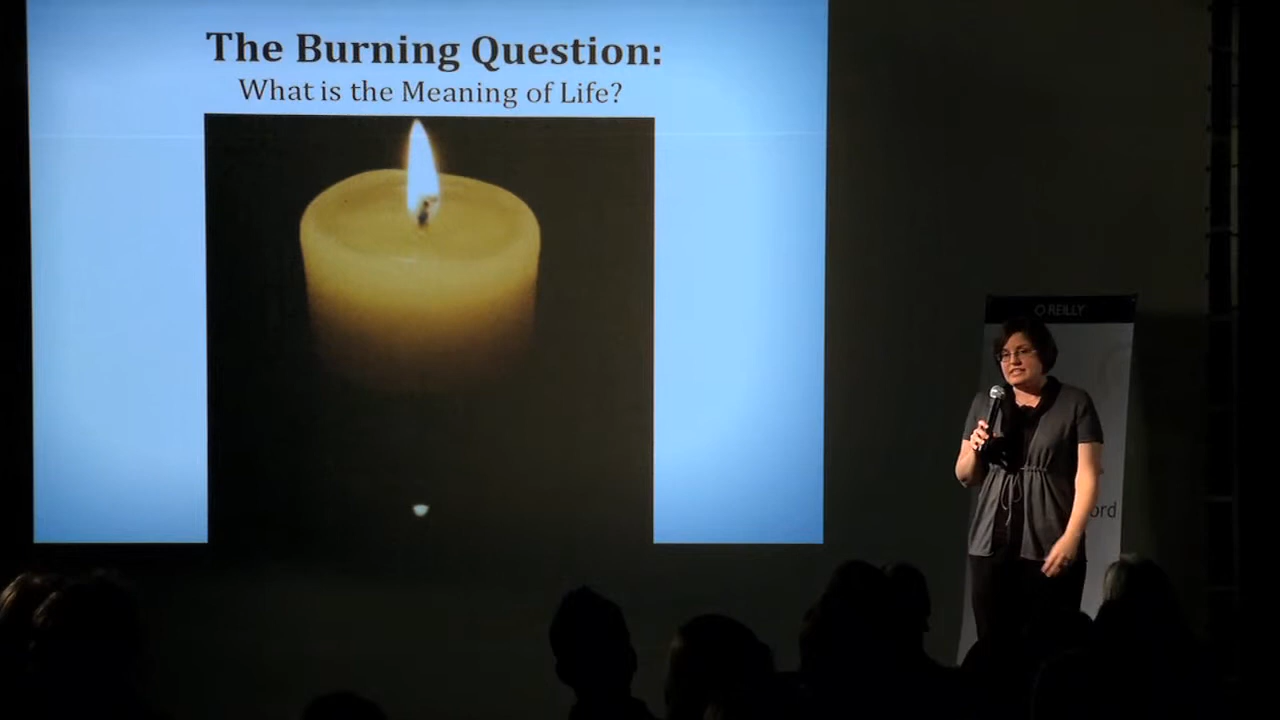 The Burning Question:
What is the Meaning of Life?
O'REILLY
ord